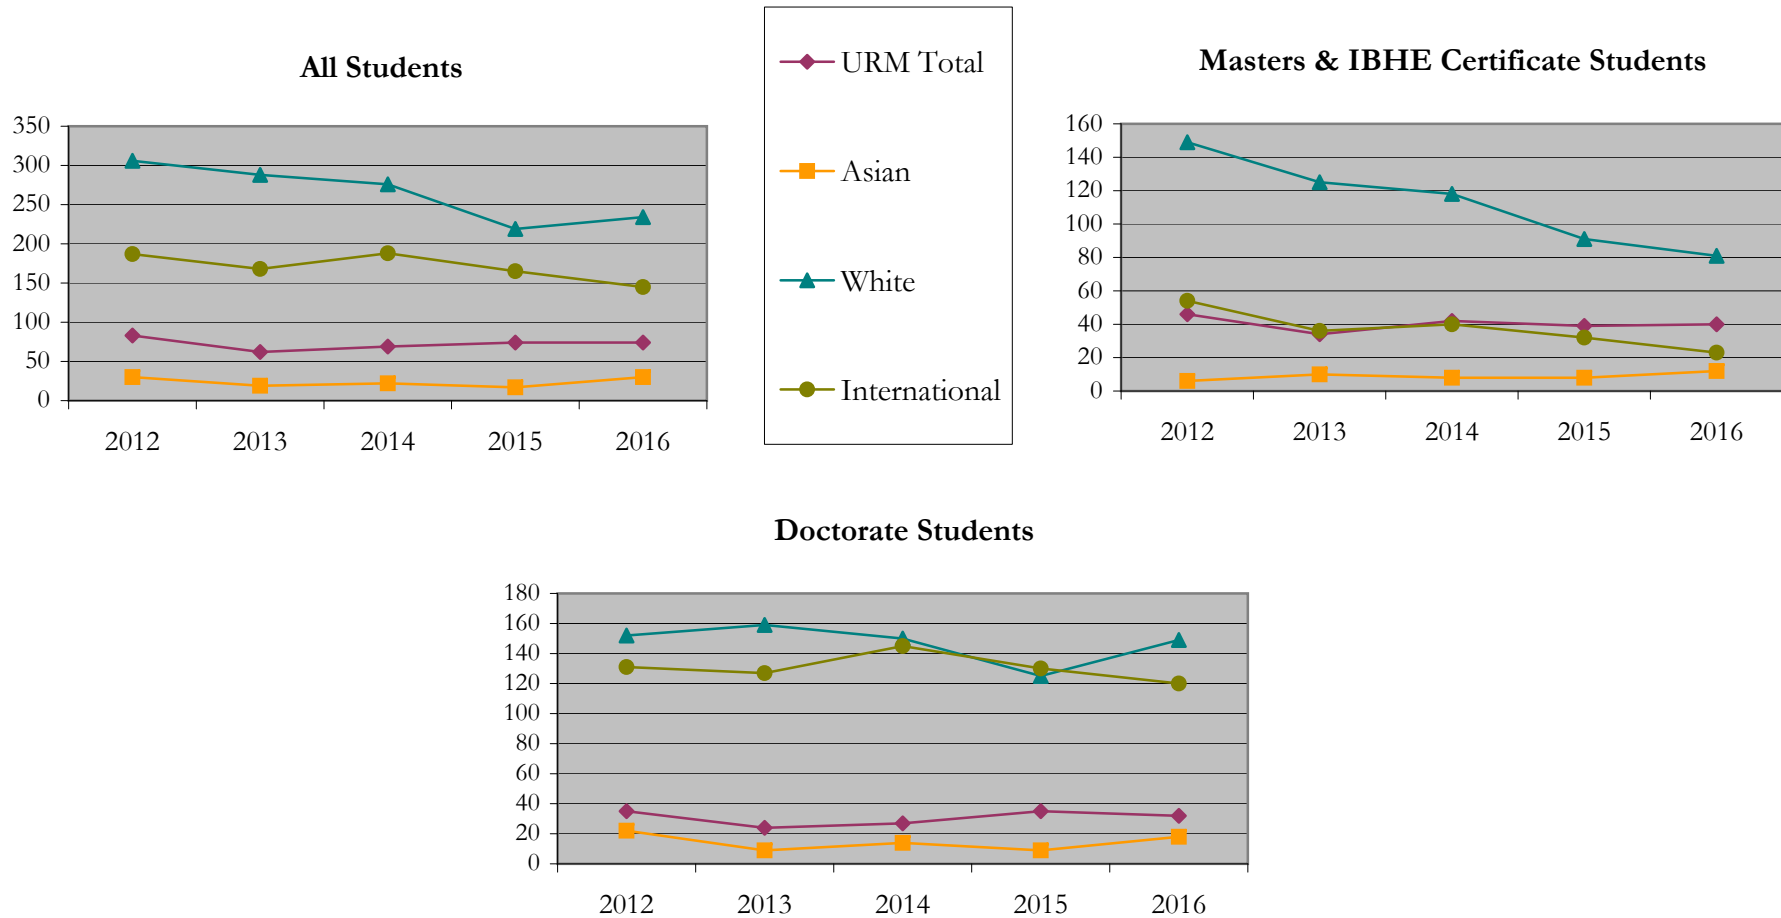 All Students
350
300
250
200
150
100
50
0
2012 2013 2014 2015 2016
URM Total
Asian
White
International
Masters & IBHE Certificate Students
160
140
120
100
80
60
40
20
0
2012 2013 2014 2015 2016
Doctorate Students
180
160
140
120
100
80
60
40
20
0
2012 2013 2014 2015 2016